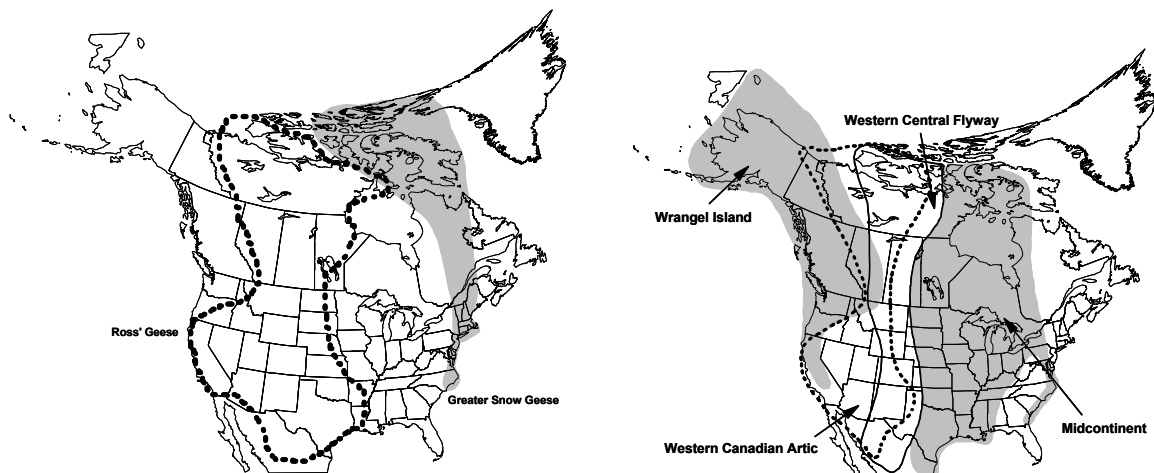 Ross' Geese
Greater Snow Geese
Western Central Flyway
Wrangel Island
Western Canadian Artic
Midcontinent